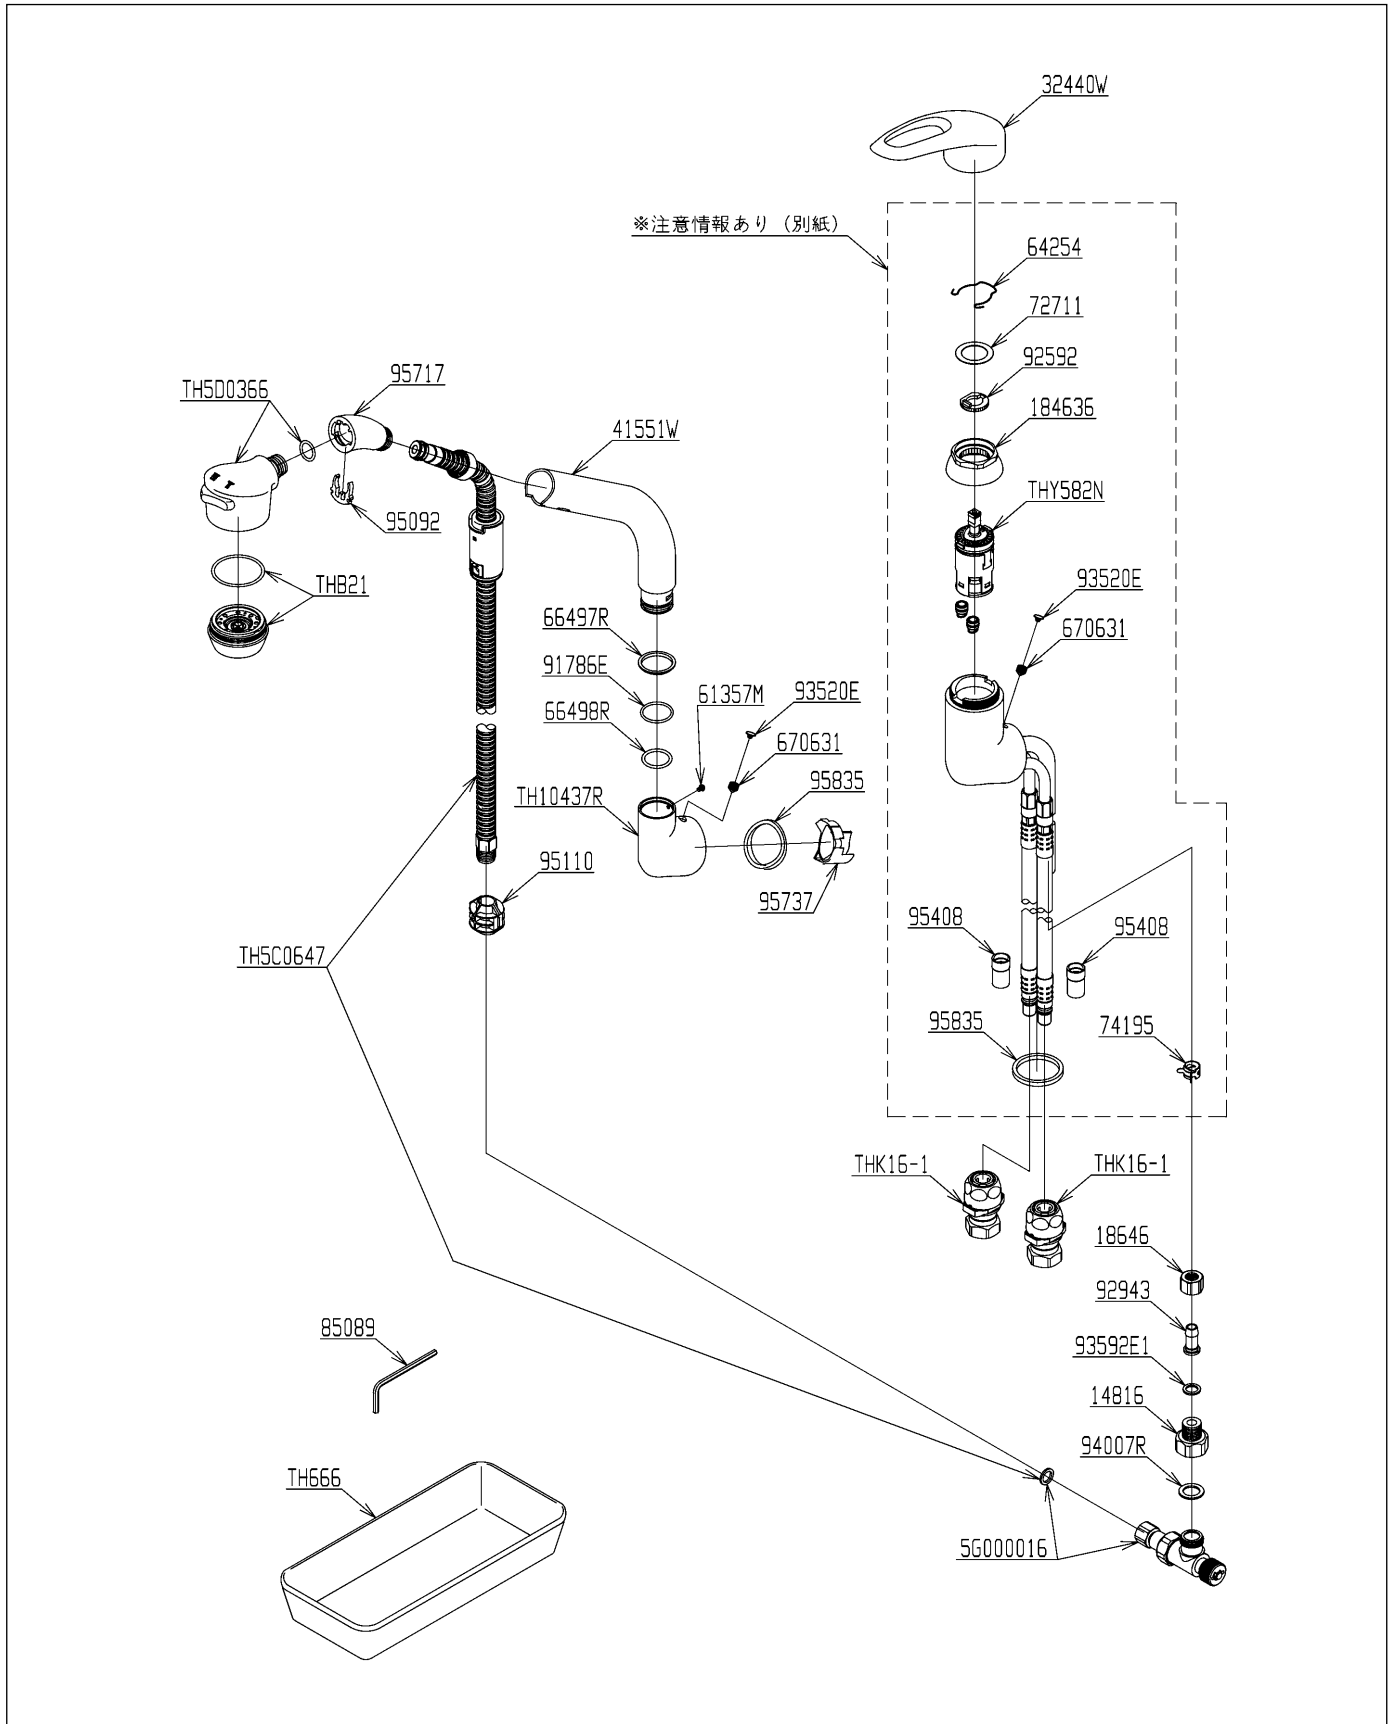 32440W
※注意情報あり（別紙）
64254
72711
92592
184636
THY582N
93520E
670631
TH5D0366
95717
41551W
95092
THB21
66497R
91786E
66498R
61357M
93520E
670631
TH10437R
95835
95737
95110
TH5C0647
95408
95408
95835
74195
THK16-1
THK16-1
18646
92943
93592E1
14816
94007R
85089
TH666
5G000016